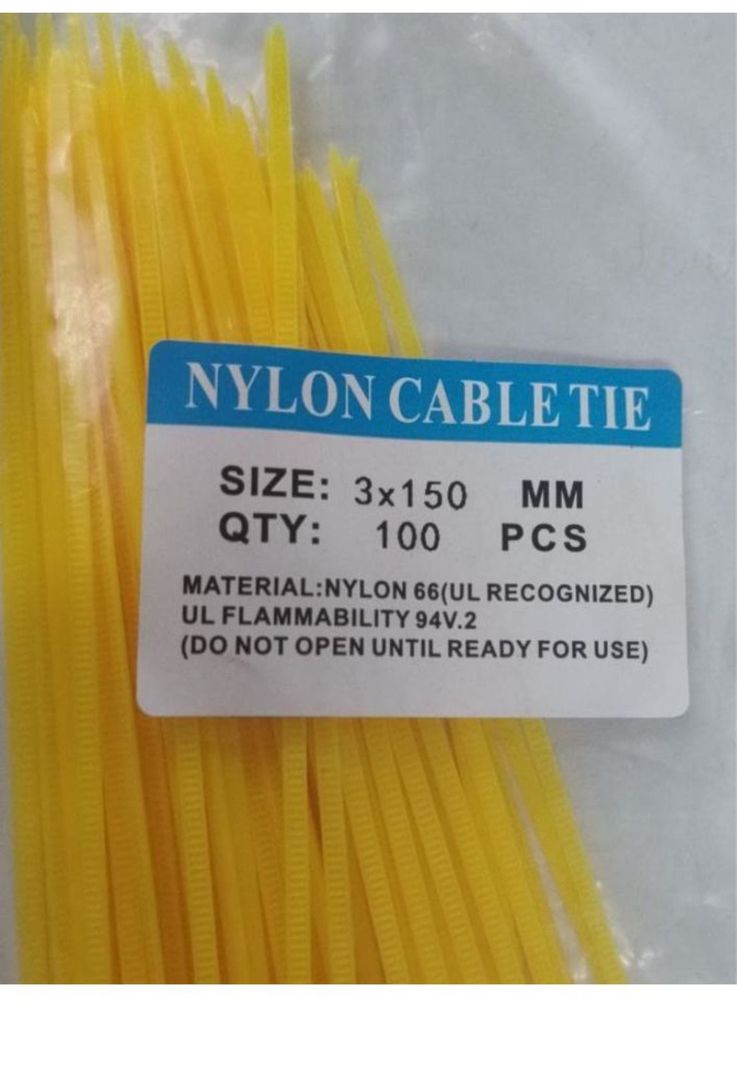 NYLON CABLE TIE
SIZE: 3x150 MM
QTY: 100 PCS
MATERIAL:NYLON 66(UL RECOGNIZED)
UL FLAMMABILITY 94V.2
(DO NOT OPEN UNTIL READY FOR USE)